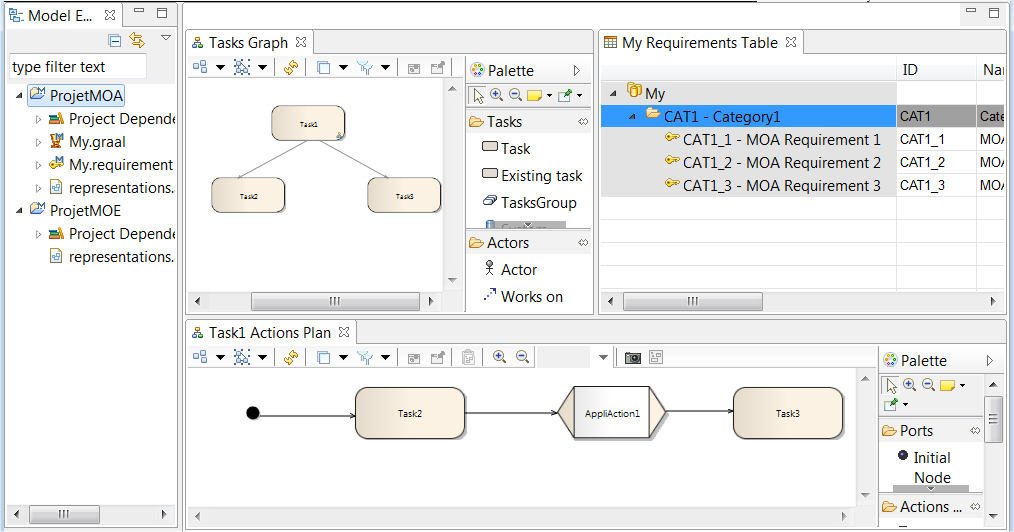 Model E...
type filter text
ProjetMOA
Project Depende
My.graal
My.requirement
representations.
ProjetMOE
Project Depende
representations.
Tasks Graph
Task1
Task2
Task3
Palette
Tasks
Task
Existing task
TasksGroup
Actors
Actor
Works on
My Requirements Table
ID
Nar
My
CAT1 - Category1
CAT1
Cate
CAT1_1 - MOA Requirement 1
CAT1_1
MOA
CAT1_2 - MOA Requirement 2
CAT1_2
MOA
CAT1_3 - MOA Requirement 3
CAT1_3
MOA
Task1 Actions Plan
Task2
AppliAction1
Task3
Palette
Ports
Initial
Node
Actions ...